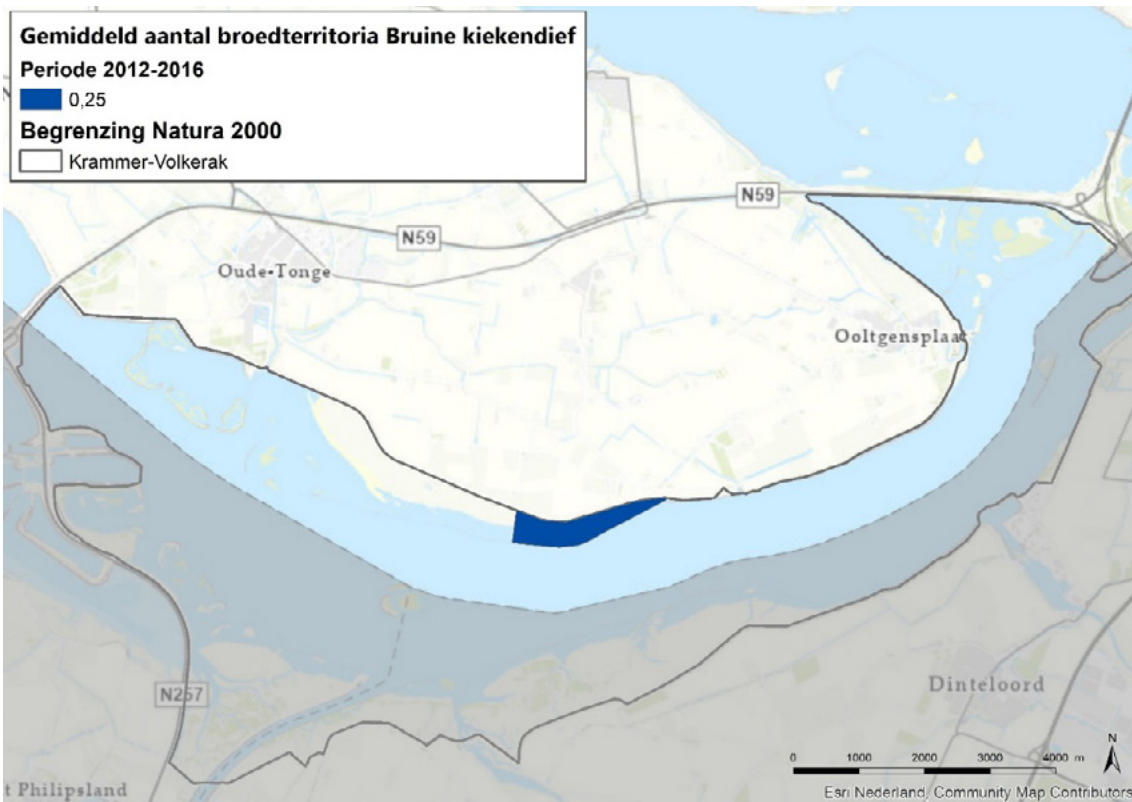 Gemiddeld aantal broedterritoria Bruine kiekendief
Periode 2012-2016
0,25
Begrenzing Natura 2000
Krammer-Volkerak
N59
N59
Oude-Tonge
Ooltgensplaat
N257
Dinteloord
t Philipsland
0 1000 2000 3000 4000 m
N
Esri Nederland, Community Map Contributors